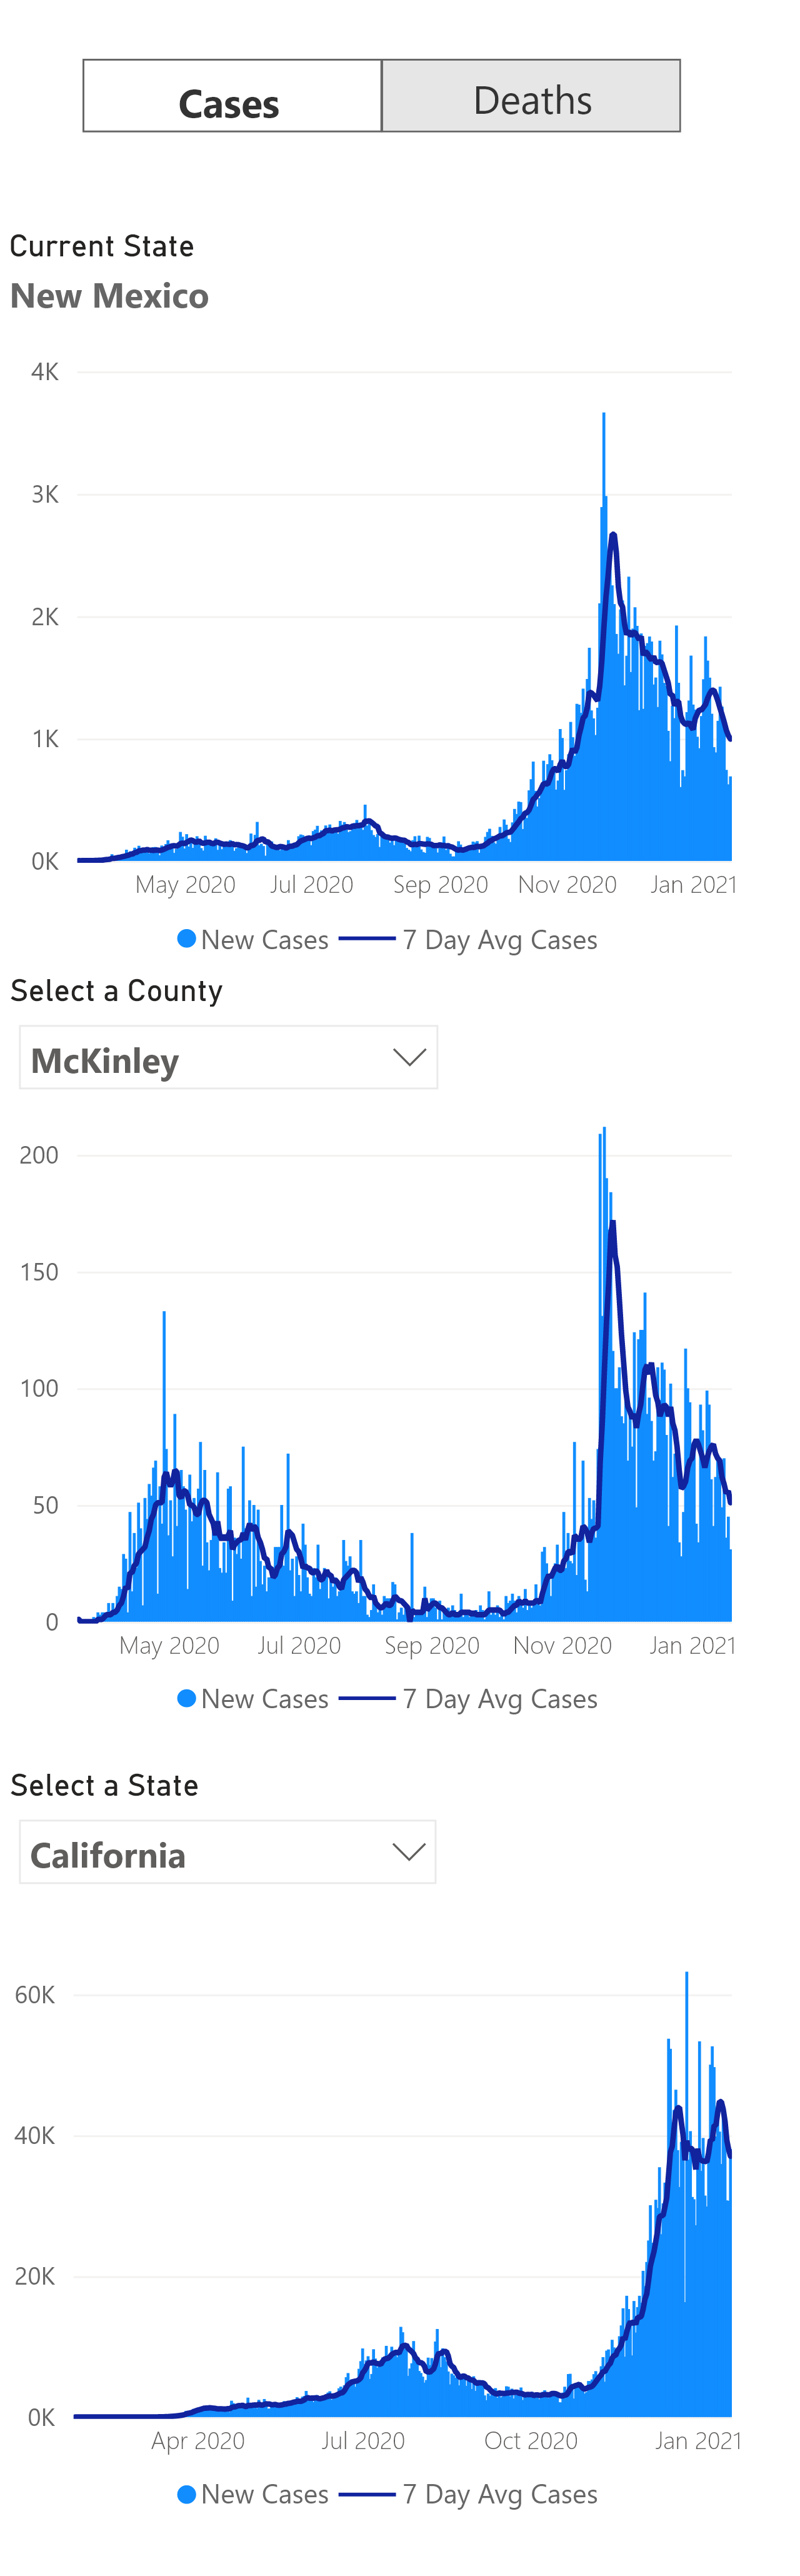 Cases Deaths
Current State
New Mexico
4K
3K
2K
1K
0K
May 2020 Jul 2020 Sep 2020 Nov 2020 Jan 2021
New Cases 7 Day Avg Cases
Select a County
McKinley
200
150
100
50
0
May 2020 Jul 2020 Sep 2020 Nov 2020 Jan 2021
New Cases 7 Day Avg Cases
Select a State
California
60K
40K
20K
0K
Apr 2020 Jul 2020 Oct 2020 Jan 2021
New Cases 7 Day Avg Cases